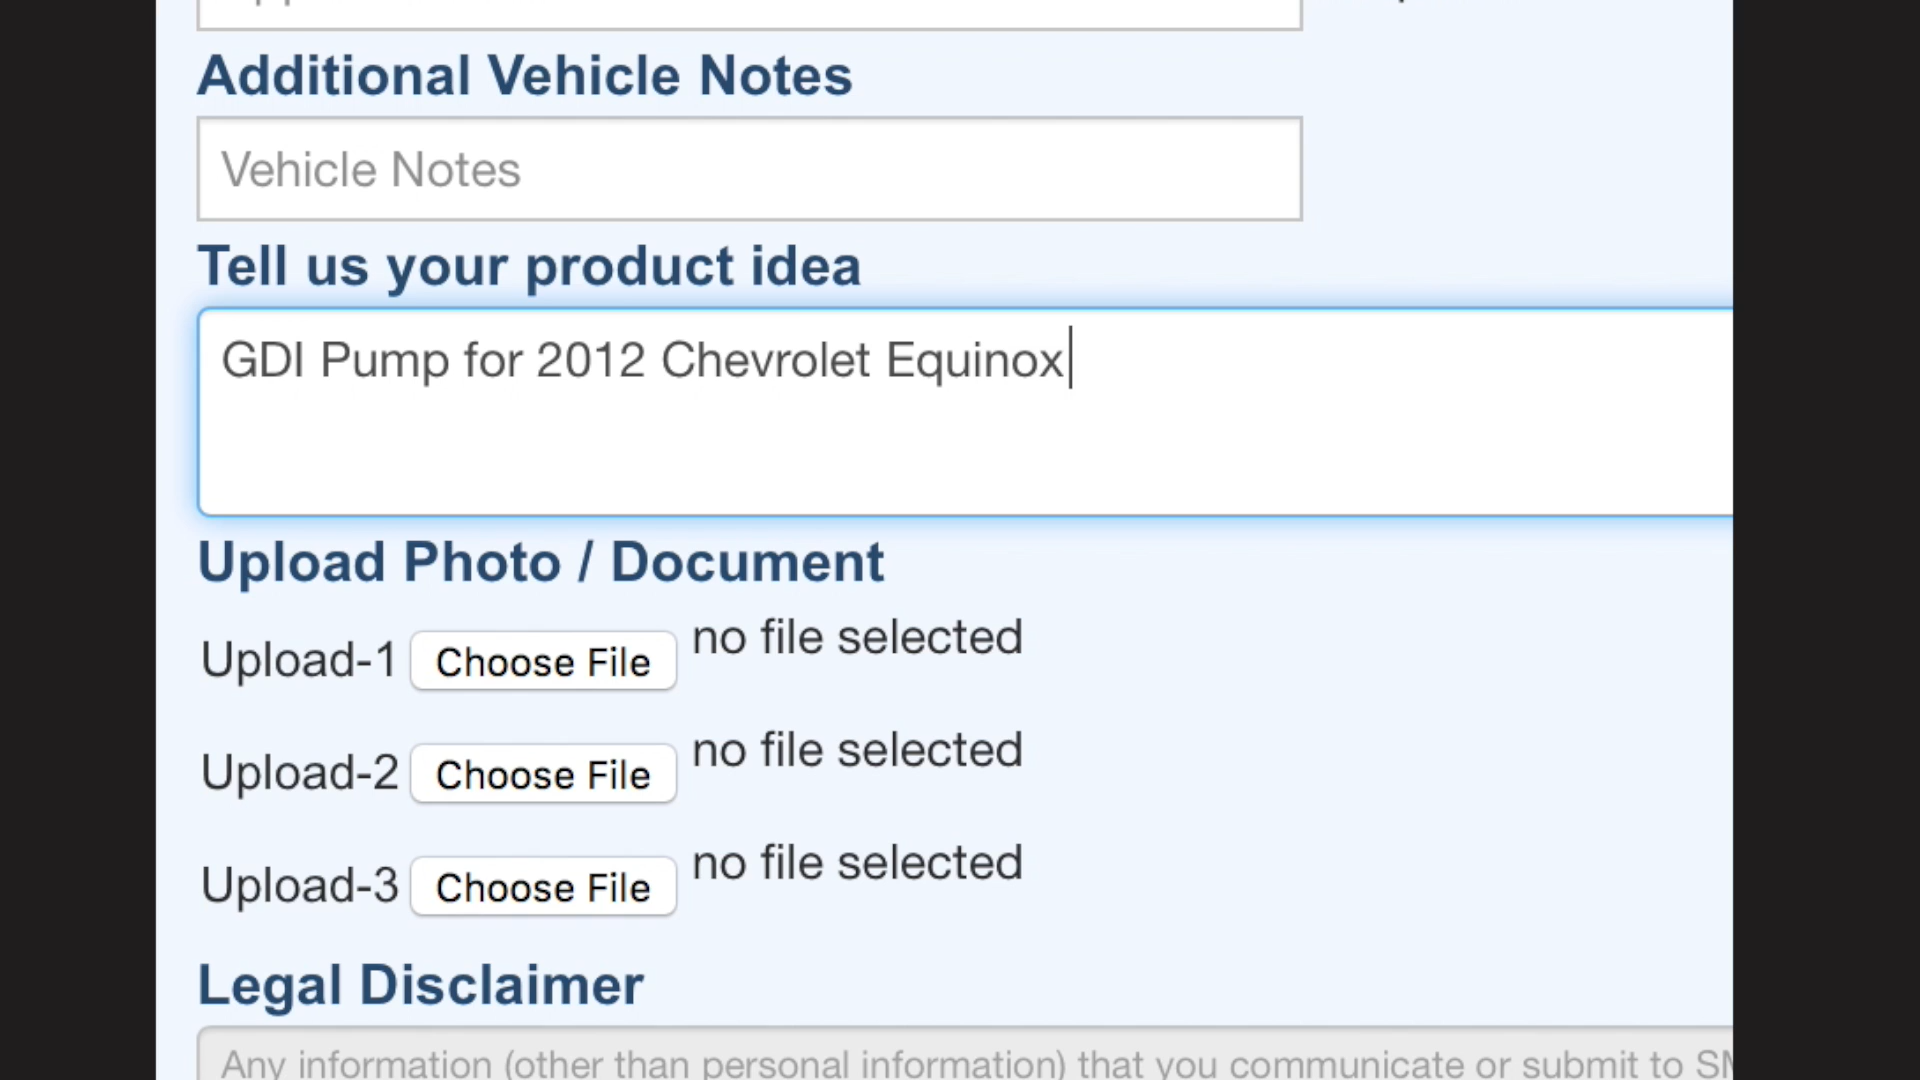 Additional Vehicle Notes
Vehicle Notes
Tell us your product idea
GDI Pump for 2012 Chevrolet Equinox
Upload Photo / Document
Upload-1 Choose File no file selected
Upload-2 Choose File no file selected
Upload-3 Choose File no file selected
Legal Disclaimer
Any information (other than personal information) that you communicate or submit to